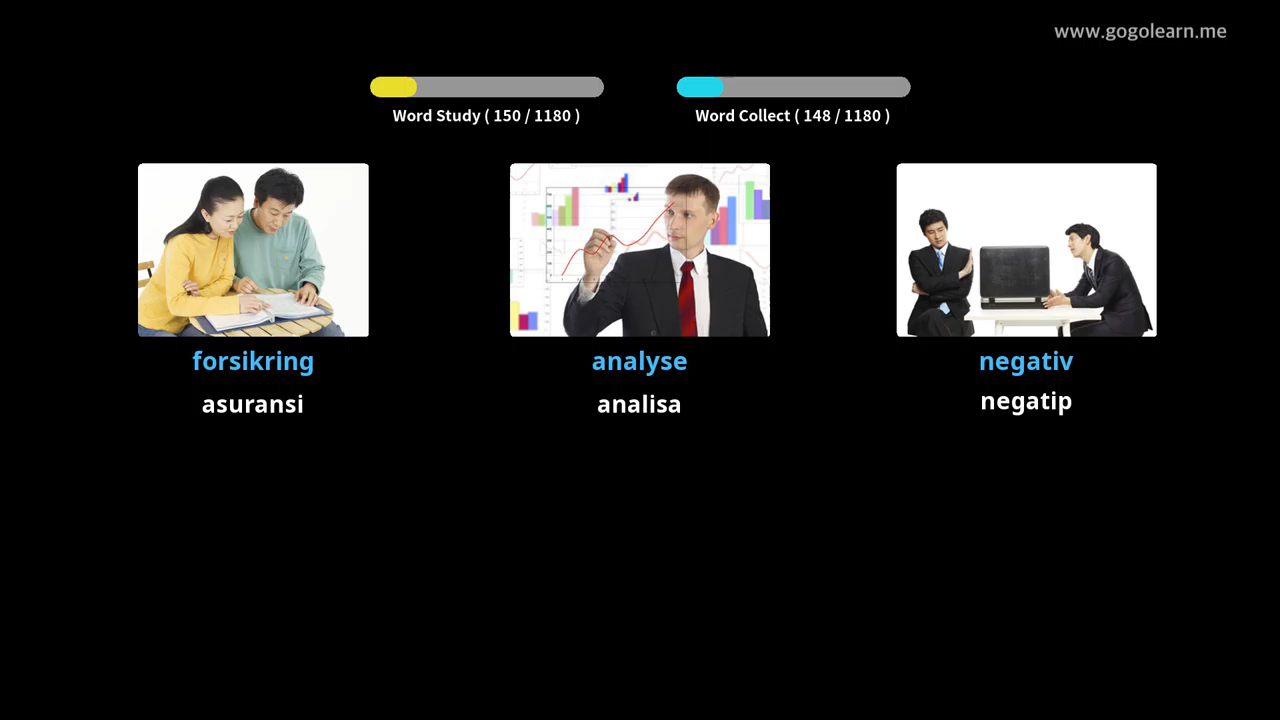 www.gogolearn.me
Word Study ( 150 / 1180 )
Word Collect ( 148 / 1180 )
forsikring
analyse
negativ
asuransi
analisa
negatip